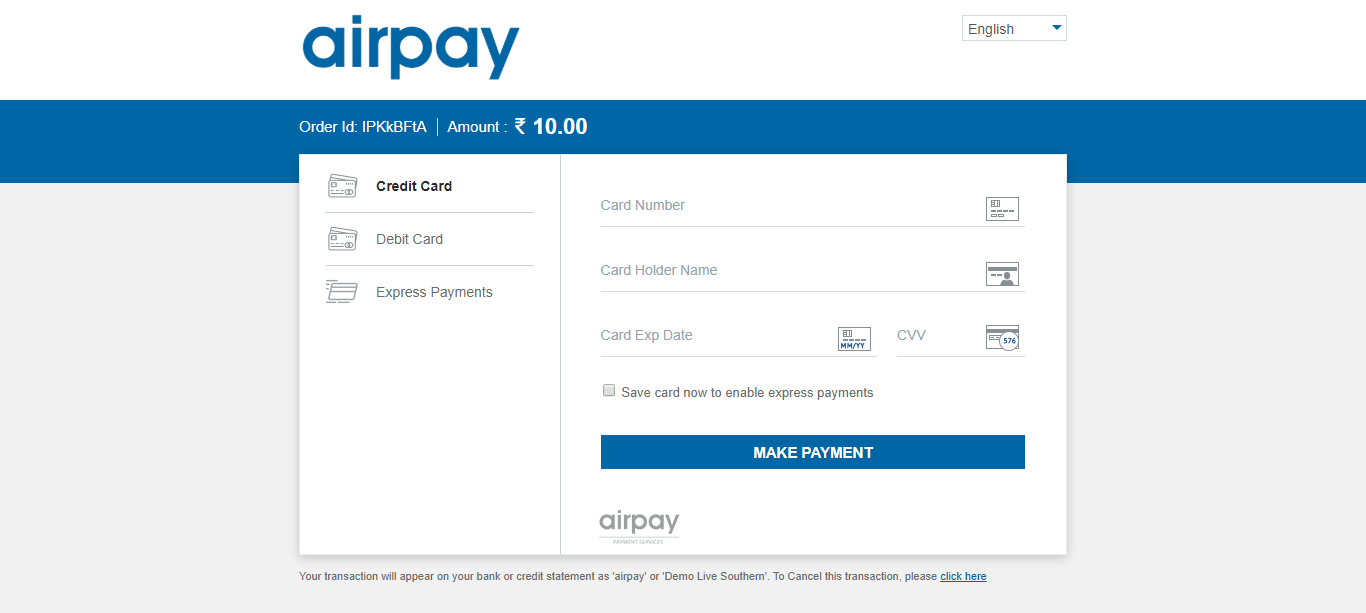 airpay
English
Order Id: IPKkBFtA | Amount : ₹ 10.00
Credit Card
Debit Card
Express Payments
Card Number
Card Holder Name
Card Exp Date
MM/YY
CVV
576
Save card now to enable express payments
MAKE PAYMENT
airpay
PAYMENT SERVICES
Your transaction will appear on your bank or credit statement as 'airpay' or 'Demo Live Southern'. To Cancel this transaction, please click here